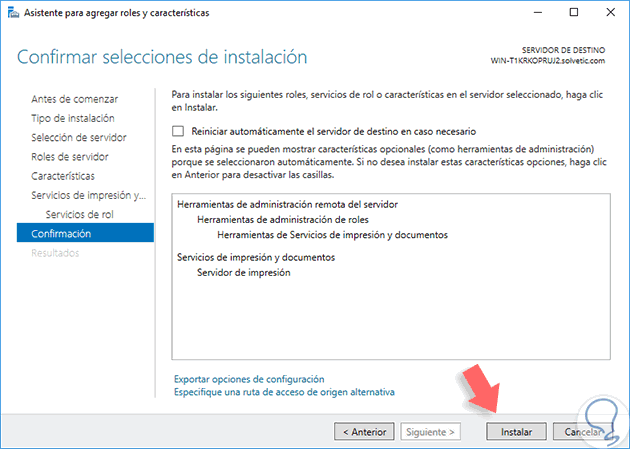 Asistente para agregar roles y características
Confirmar selecciones de instalación
SERVIDOR DE DESTINO
WIN-T1KRKOPRUJ2.solvetic.com
Antes de comenzar
Tipo de instalación
Selección de servidor
Roles de servidor
Características
Servicios de impresión y...
Servicios de rol
Confirmación
Resultados
Para instalar los siguientes roles, servicios de rol o características en el servidor seleccionado, haga clic
en Instalar.
Reiniciar automáticamente el servidor de destino en caso necesario
En esta página se pueden mostrar características opcionales (como herramientas de administración)
porque se seleccionaron automáticamente. Si no desea instalar estas características opciones, haga clic
en Anterior para desactivar las casillas.
Herramientas de administración remota del servidor
Herramientas de administración de roles
Herramientas de Servicios de impresión y documentos
Servicios de impresión y documentos
Servidor de impresión
Exportar opciones de configuración
Especifique una ruta de acceso de origen alternativa
< Anterior
Siguiente >
Instalar
Cancelar